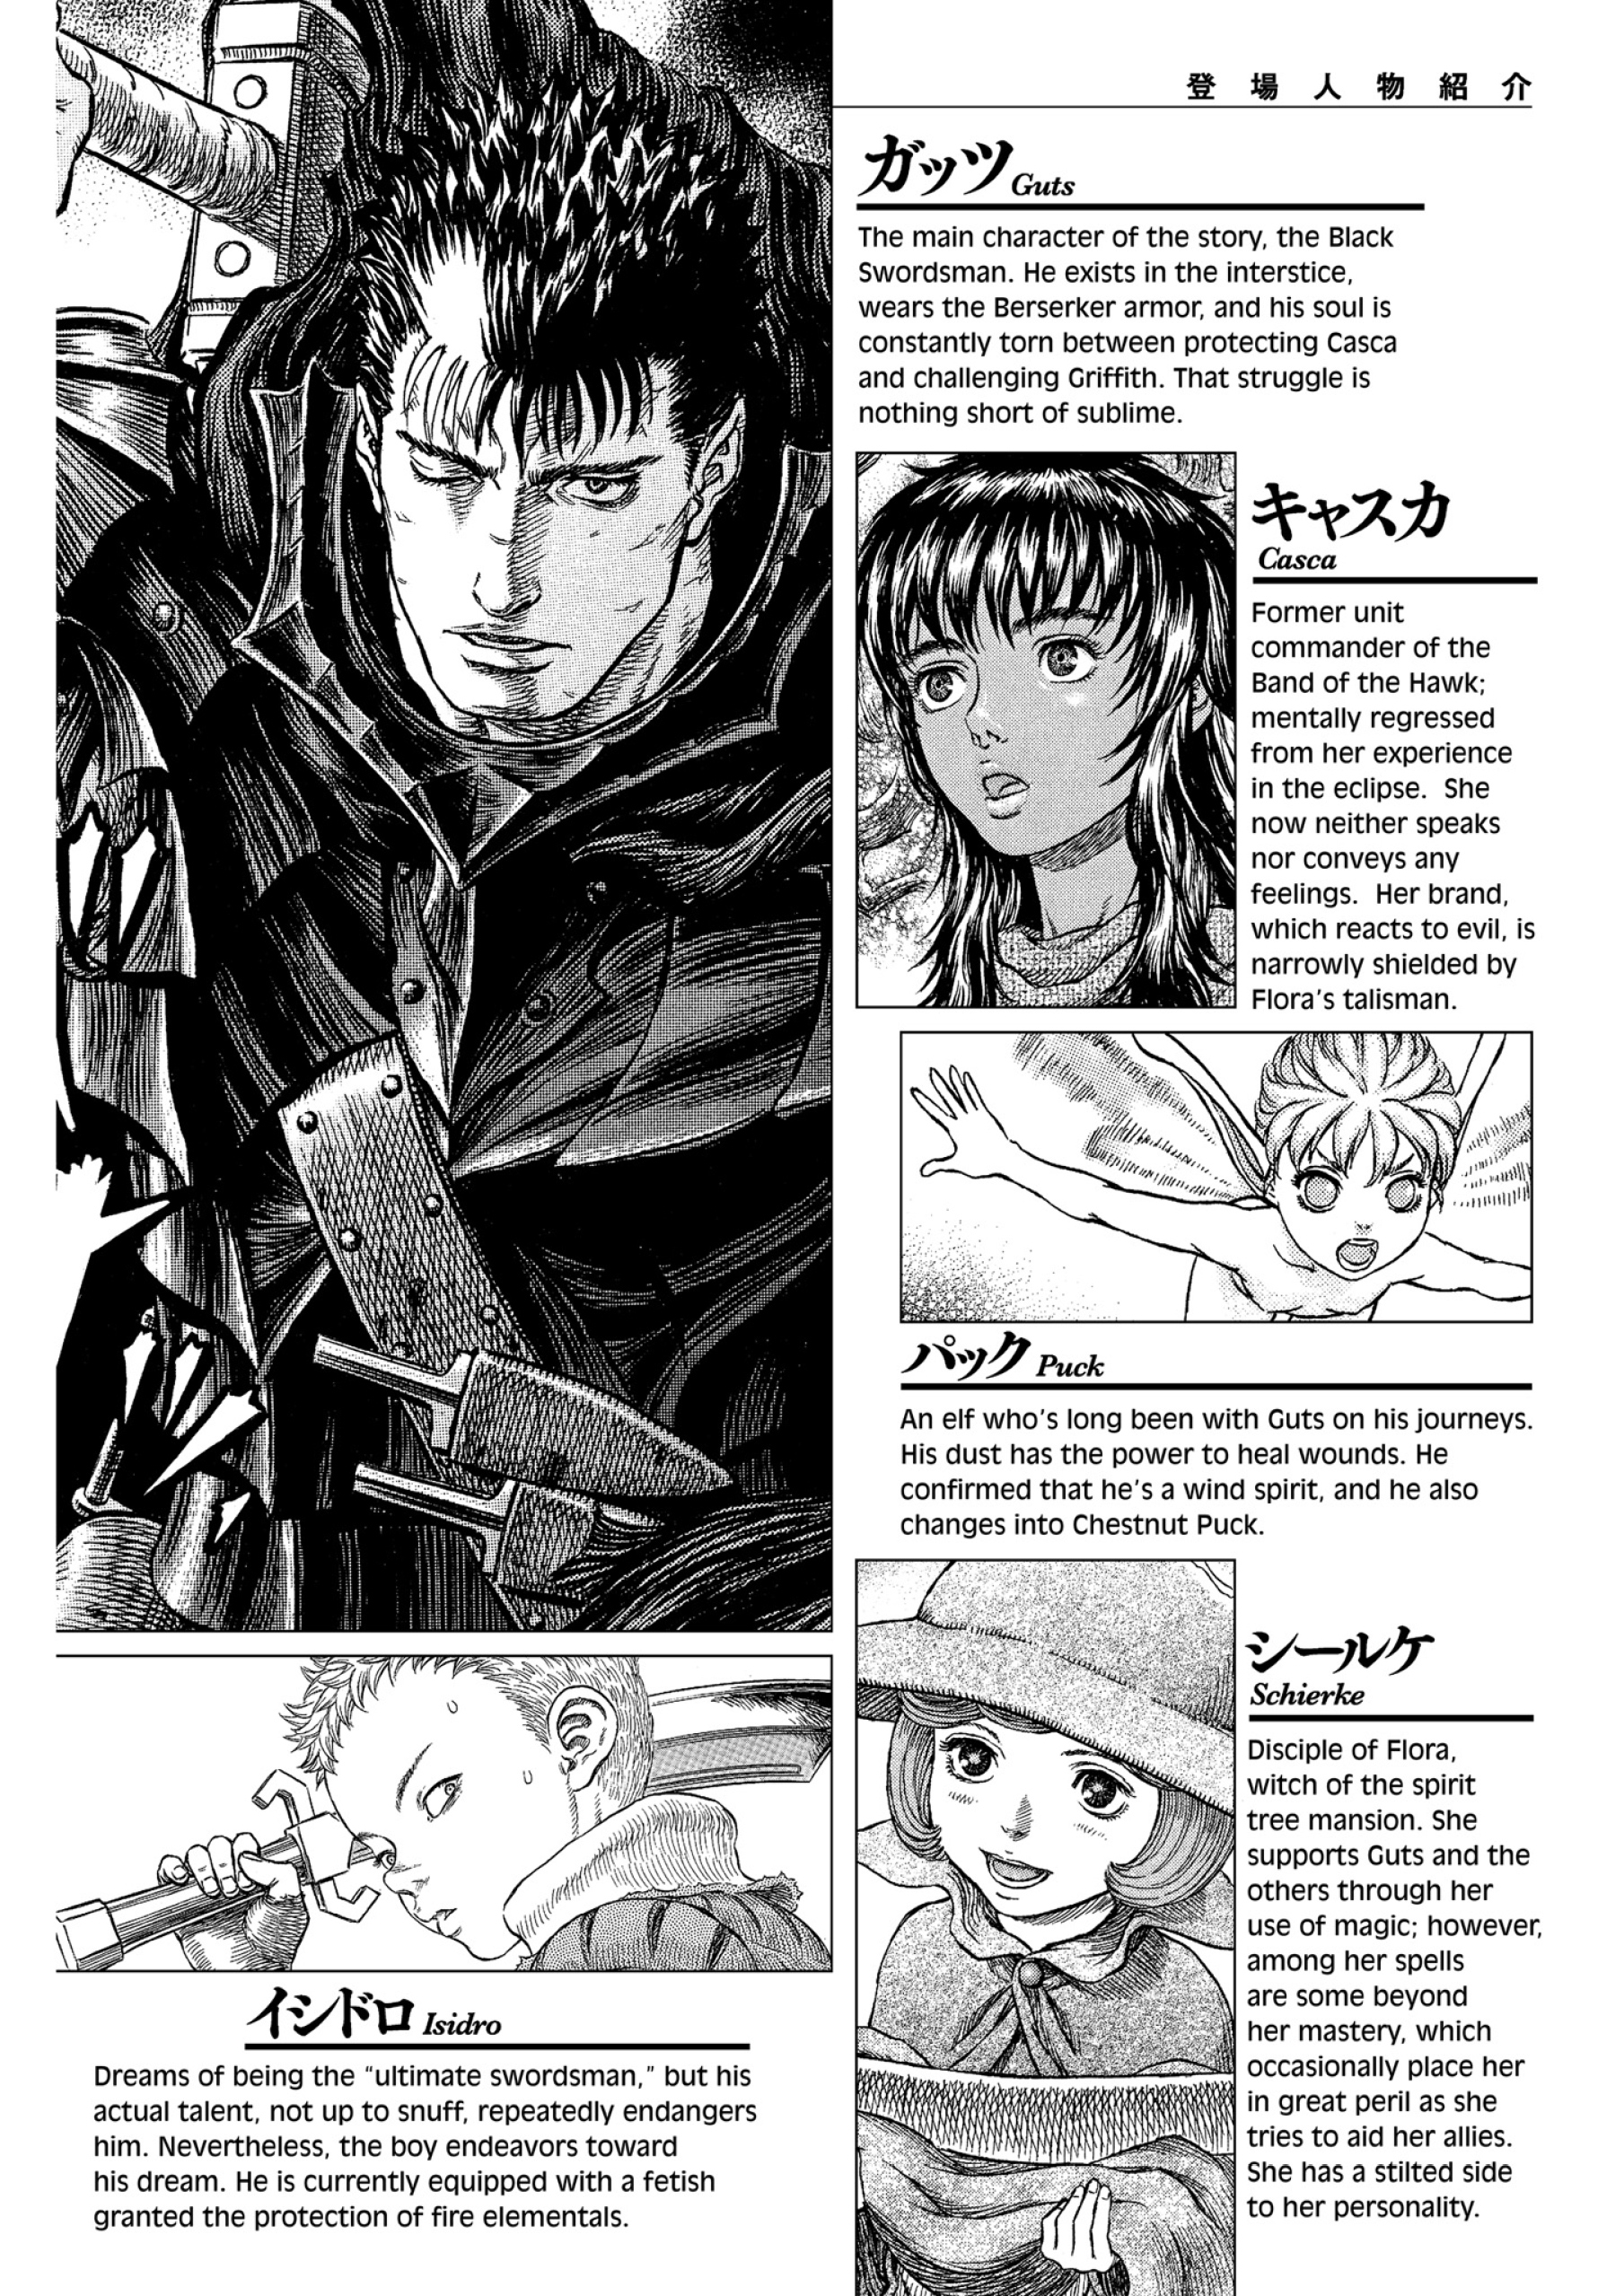 登場人物紹介
ガッツ Guts
The main character of the story, the Black
Swordsman. He exists in the interstice,
wears the Berserker armor, and his soul is
constantly torn between protecting Casca
and challenging Griffith. That struggle is
nothing short of sublime.
キャスカ
Casca
Former unit
commander of the
Band of the Hawk;
mentally regressed
from her experience
in the eclipse. She
now neither speaks
nor conveys any
feelings. Her brand,
which reacts to evil, is
narrowly shielded by
Flora's talisman.
パック Puck
An elf who's long been with Guts on his journeys.
His dust has the power to heal wounds. He
confirmed that he's a wind spirit, and he also
changes into Chestnut Puck.
シールケ
Schierke
Disciple of Flora,
witch of the spirit
tree mansion. She
supports Guts and the
others through her
use of magic; however,
among her spells
are some beyond
her mastery, which
occasionally place her
in great peril as she
tries to aid her allies.
She has a stilted side
to her personality.
イシドロ Isidro
Dreams of being the “ultimate swordsman,” but his
actual talent, not up to snuff, repeatedly endangers
him. Nevertheless, the boy endeavors toward
his dream. He is currently equipped with a fetish
granted the protection of fire elementals.